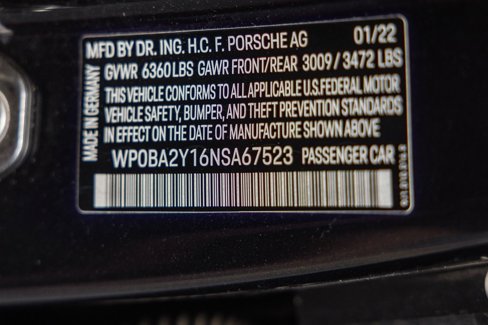 MFD BY DR. ING. H.C. F. PORSCHE AG 01/22
GVWR 6360 LBS GAWR FRONT/REAR 3009 / 3472 LBS
THIS VEHICLE CONFORMS TO ALL APPLICABLE U.S. FEDERAL MOTOR
VEHICLE SAFETY, BUMPER, AND THEFT PREVENTION STANDARDS
IN EFFECT ON THE DATE OF MANUFACTURE SHOWN ABOVE
WP0BA2Y16NSA67523 PASSENGER CAR
MADE IN GERMANY